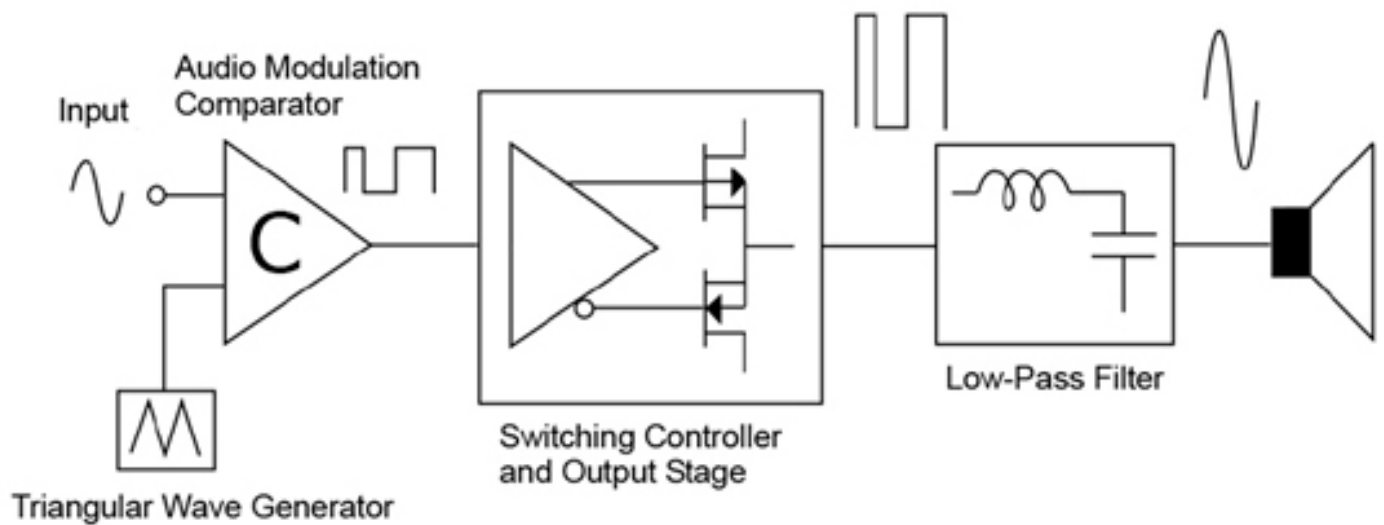 Audio Modulation
Comparator
Input
C
Switching Controller
and Output Stage
Low-Pass Filter
Triangular Wave Generator